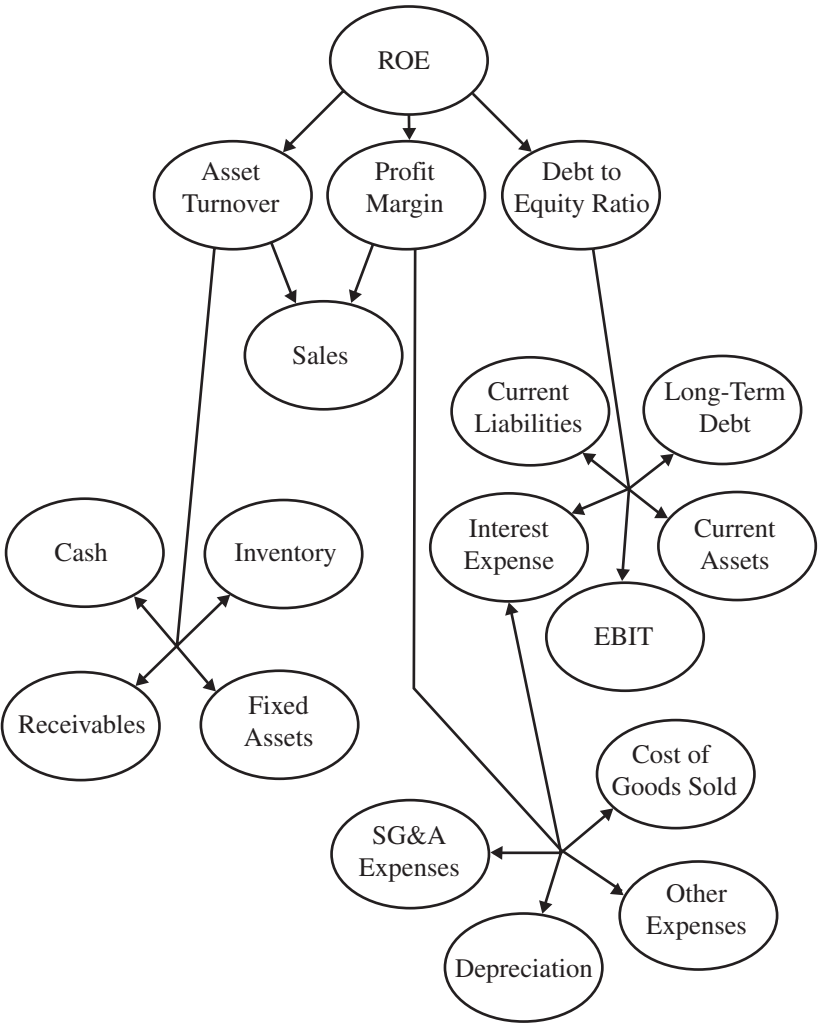 ROE
Asset
Turnover
Profit
Margin
Debt to
Equity Ratio
Sales
Current
Liabilities
Long-Term
Debt
Cash
Inventory
Interest
Expense
Current
Assets
EBIT
Receivables
Fixed
Assets
Cost of
Goods Sold
SG&A
Expenses
Other
Expenses
Depreciation